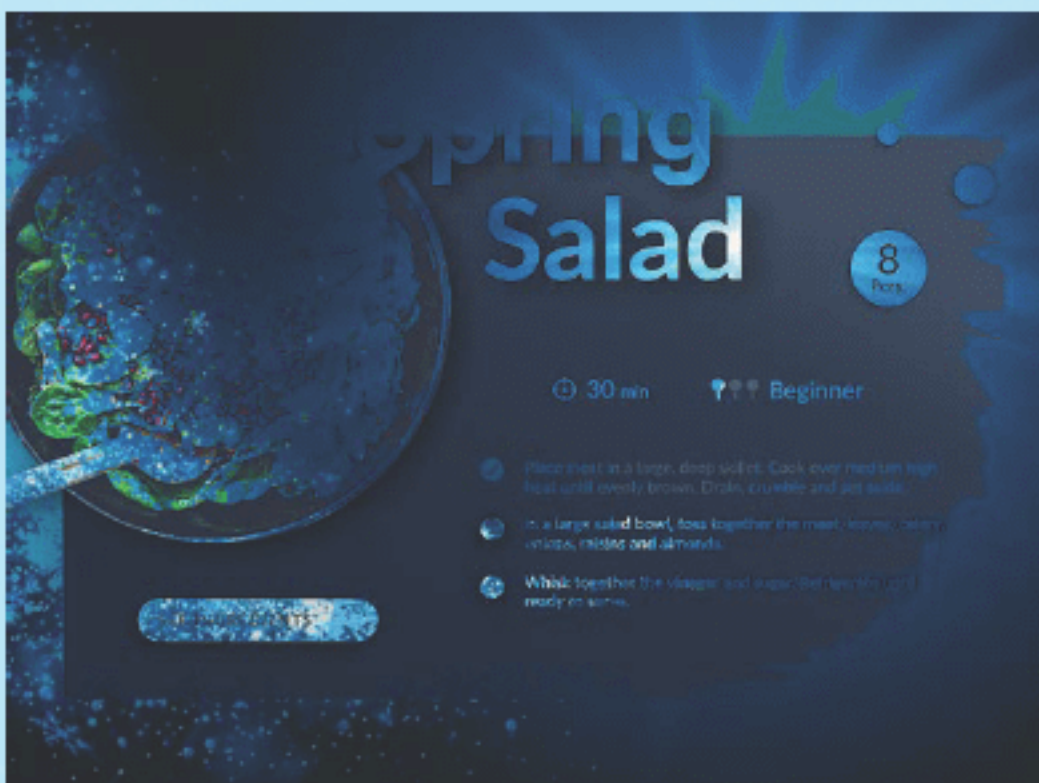 Spring
Salad
8
Pers.
30 min
Beginner
Place meat in a large, deep skillet. Cook over medium high
heat until evenly brown. Drain, crumble and set aside.
In a large salad bowl, toss together the meat,
onions, raisins and almonds.
Whisk together the vinegar and sugar.
ready to serve.